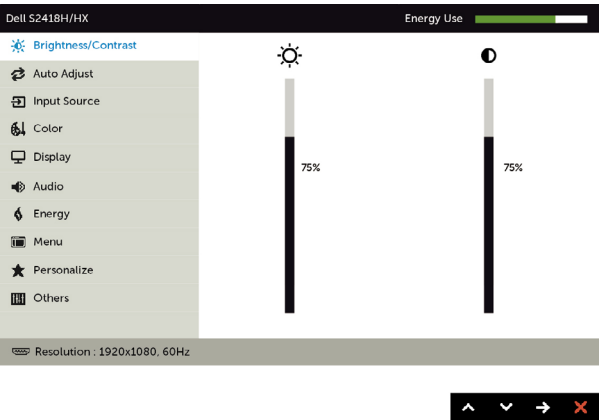 Dell S2418H/HX Energy Use
Brightness/Contrast
Auto Adjust
Input Source
Color
Display
Audio
Energy
Menu
Personalize
Others
75% 75%
Resolution : 1920x1080, 60Hz